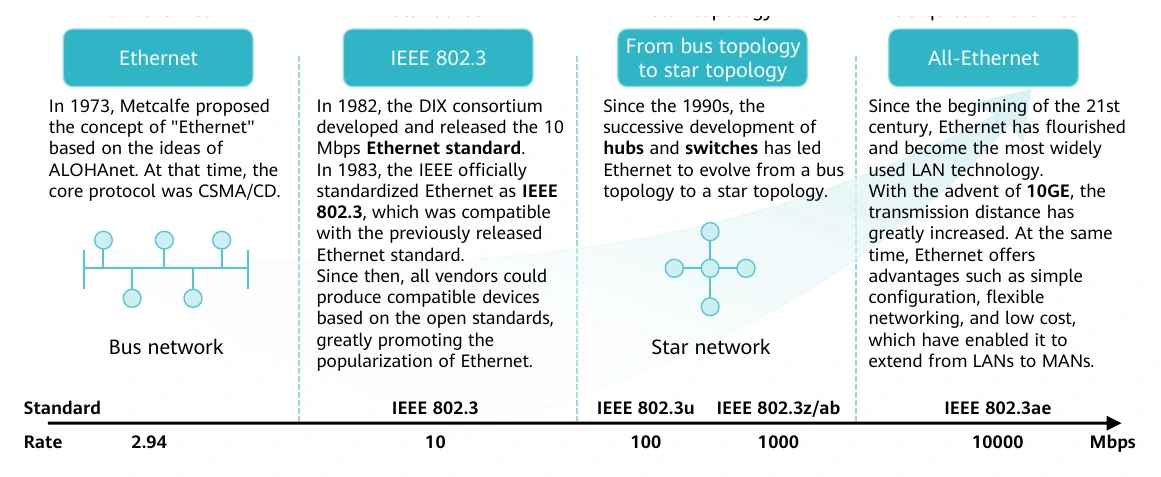 Ethernet
In 1973, Metcalfe proposed
the concept of "Ethernet"
based on the ideas of
ALOHAnet. At that time, the
core protocol was CSMA/CD.
Bus network
IEEE 802.3
In 1982, the DIX consortium
developed and released the 10
Mbps Ethernet standard.
In 1983, the IEEE officially
standardized Ethernet as IEEE
802.3, which was compatible
with the previously released
Ethernet standard.
Since then, all vendors could
produce compatible devices
based on the open standards,
greatly promoting the
popularization of Ethernet.
From bus topology
to star topology
Since the 1990s, the
successive development of
hubs and switches has led
Ethernet to evolve from a bus
topology to a star topology.
Star network
All-Ethernet
Since the beginning of the 21st
century, Ethernet has flourished
and become the most widely
used LAN technology.
With the advent of 10GE, the
transmission distance has
greatly increased. At the same
time, Ethernet offers
advantages such as simple
configuration, flexible
networking, and low cost,
which have enabled it to
extend from LANs to MANs.
Standard IEEE 802.3 IEEE 802.3u IEEE 802.3z/ab IEEE 802.3ae
Rate 2.94 10 100 1000 10000 Mbps